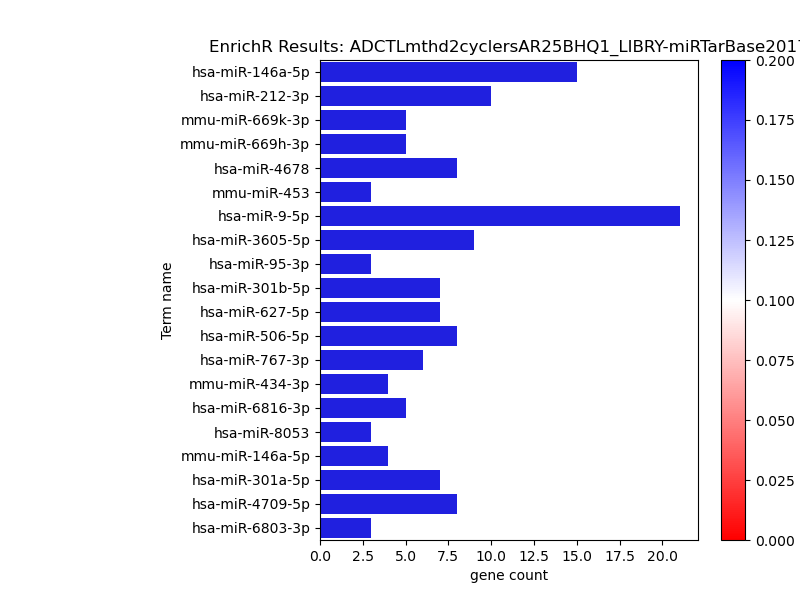 EnrichR Results: ADCTLmthd2cyclersAR25BHQ1_LIBRY-miRTarBase2017
hsa-miR-146a-5p
hsa-miR-212-3p
mmu-miR-669k-3p
mmu-miR-669h-3p
hsa-miR-4678
mmu-miR-453
hsa-miR-9-5p
hsa-miR-3605-5p
hsa-miR-95-3p
hsa-miR-301b-5p
hsa-miR-627-5p
hsa-miR-506-5p
hsa-miR-767-3p
mmu-miR-434-3p
hsa-miR-6816-3p
hsa-miR-8053
mmu-miR-146a-5p
hsa-miR-301a-5p
hsa-miR-4709-5p
hsa-miR-6803-3p
Term name
0.0 2.5 5.0 7.5 10.0 12.5 15.0 17.5 20.0
gene count
0.200
0.175
0.150
0.125
0.100
0.075
0.050
0.025
0.000